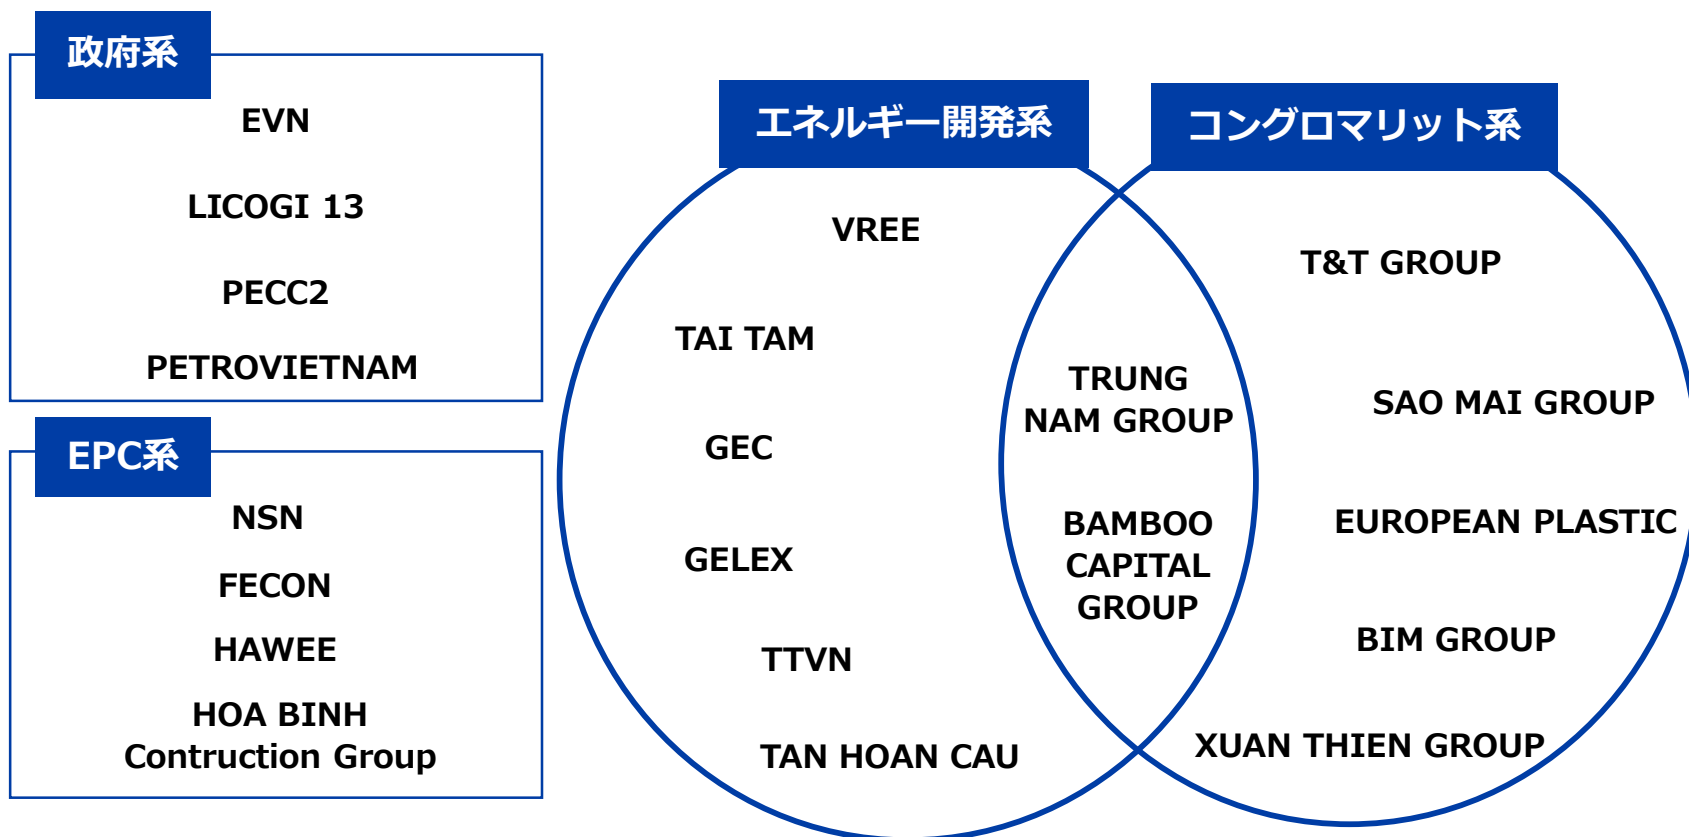 政府系
EVN
LICOGI 13
PECC2
PETROVIETNAM
EPC系
NSN
FECON
HAWEE
HOA BINH
Contruction Group
エネルギー開発系
VREE
TAI TAM
GEC
GELEX
TTVN
TAN HOAN CAU
TRUNG
NAM GROUP
BAMBOO
CAPITAL
GROUP
コングロマリット系
T&T GROUP
SAO MAI GROUP
EUROPEAN PLASTIC
BIM GROUP
XUAN THIEN GROUP